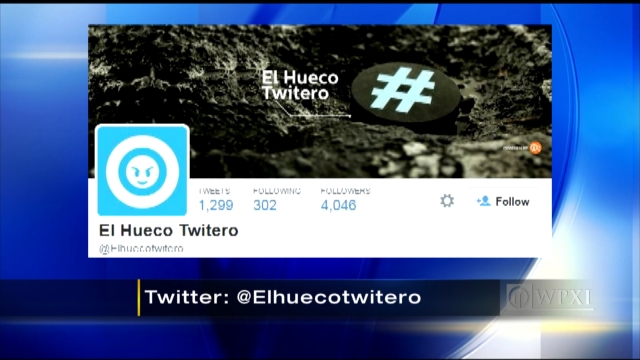 El Hueco
Twitero
#
TWEETS FOLLOWING FOLLOWERS
1,299 302 4,046
Follow
El Hueco Twitero
@Elhuecotwitero
Twitter: @Elhuecotwitero
WPXI